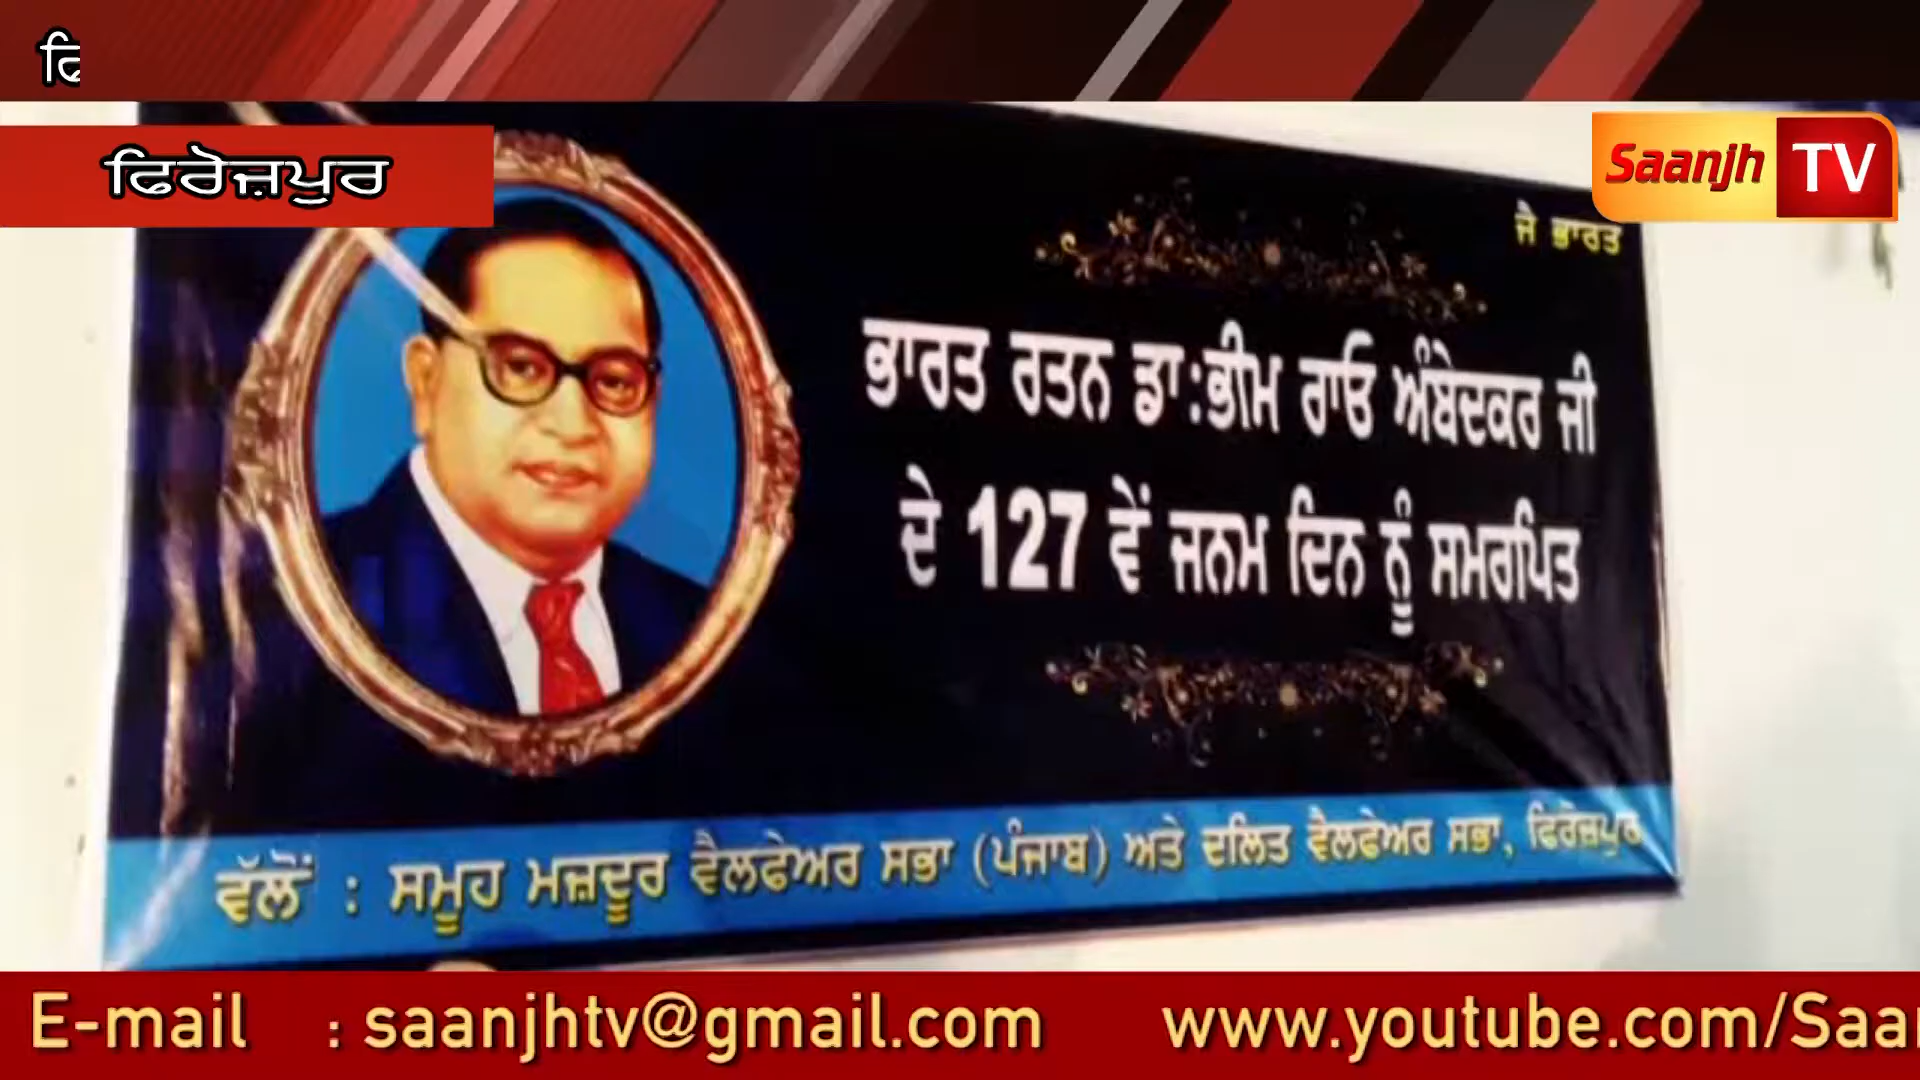 ਫਿਰੋਜ਼ਪੁਰ
Saanjh TV
ਜੈ ਭਾਰਤ
ਭਾਰਤ ਰਤਨ ਡਾ:ਭੀਮ ਰਾਓ ਅੰਬੇਦਕਰ ਜੀ
ਦੇ 127 ਵੇਂ ਜਨਮ ਦਿਨ ਨੂੰ ਸਮਰਪਿਤ
ਵੱਲੋਂ : ਸਮੂਹ ਮਜ਼ਦੂਰ ਵੈਲਫੇਅਰ ਸਭਾ (ਪੰਜਾਬ) ਅਤੇ ਦਲਿਤ ਵੈਲਫੇਅਰ ਸਭਾ, ਫਿਰੋਜ਼ਪੁਰ
E-mail : saanjhtv@gmail.com www.youtube.com/Saa